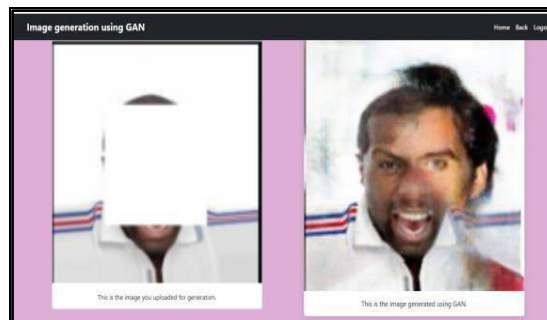 Image generation using GAN
Home Back Logo
This is the image you uploaded for generation.
This is the image generated using GAN.